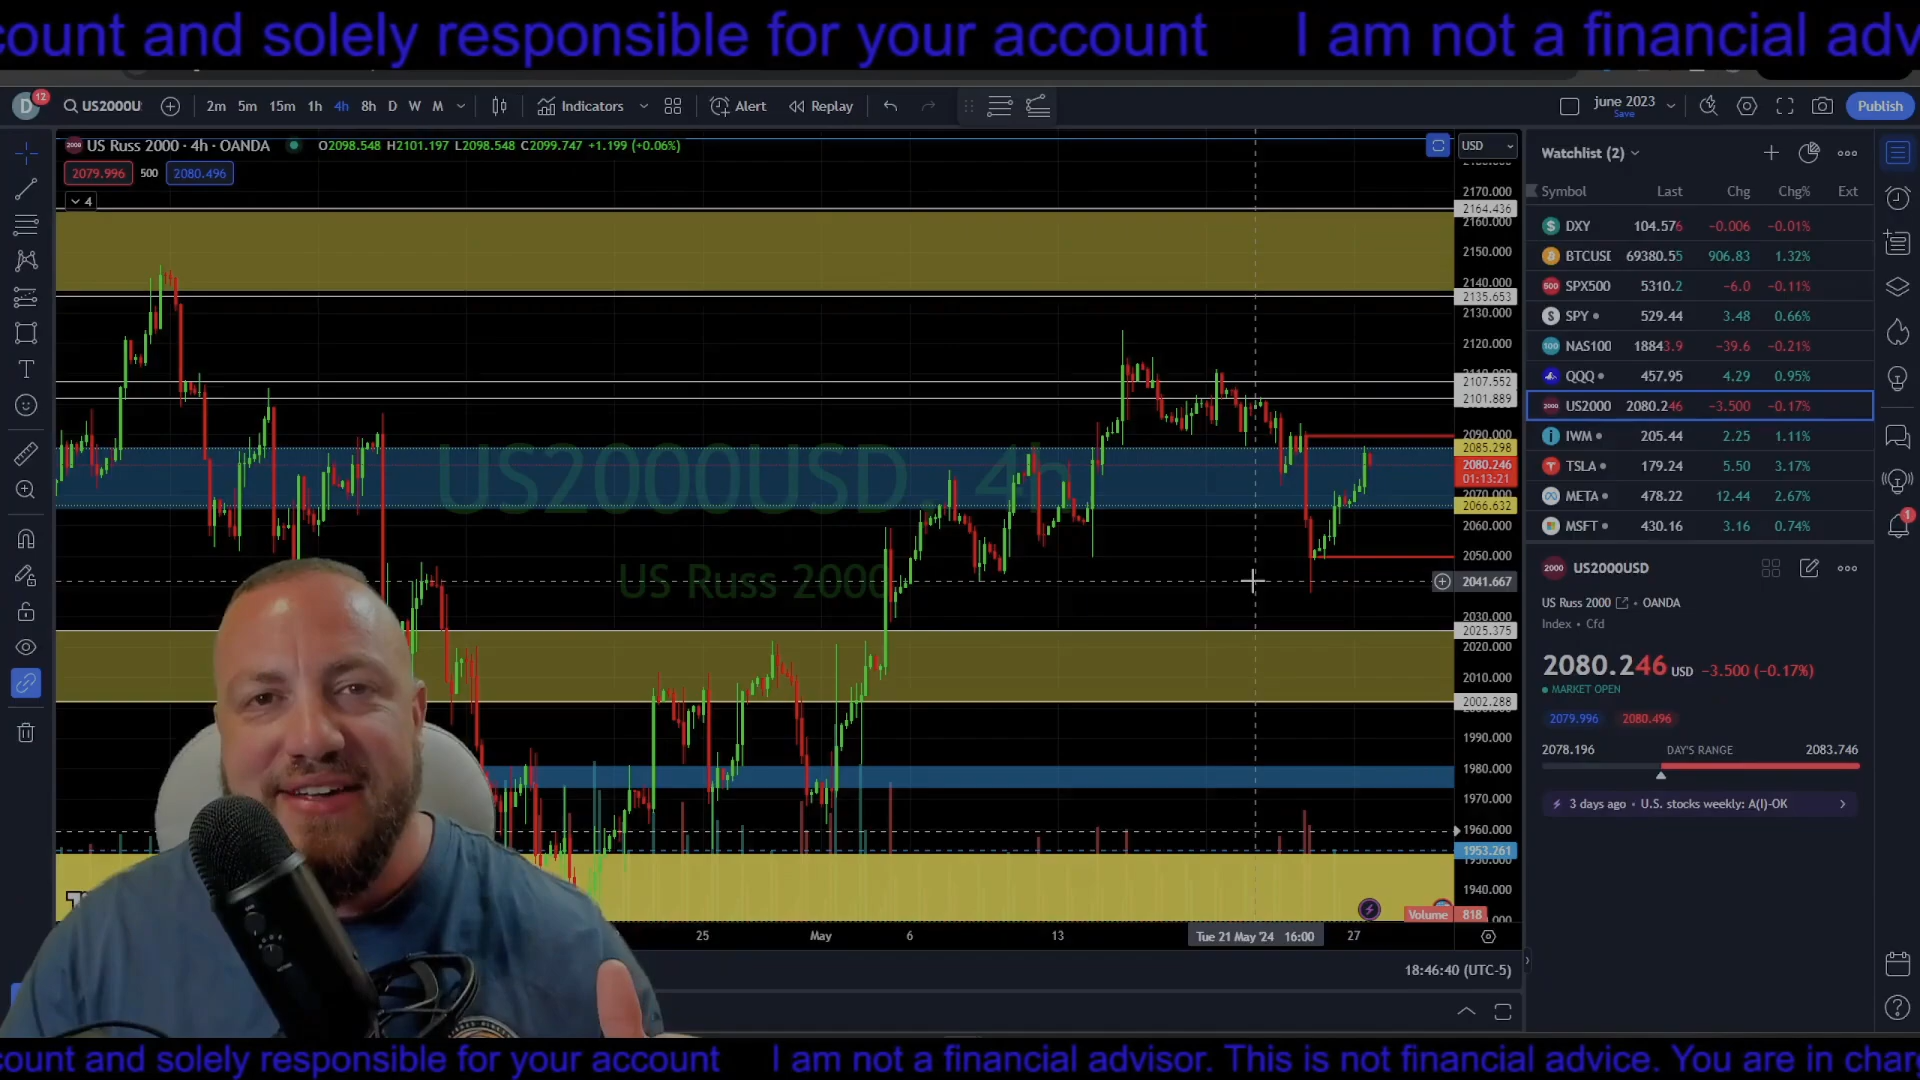 count and solely responsible for your account I am not a financial adv
D 12 US2000U 2m 5m 15m 1h 4h 8h D W M Indicators Alert Replay june 2023 Save Publish
2000 US Russ 2000 · 4h · OANDA O2098.548 H2101.197 L2098.548 C2099.747 +1.199 (+0.06%) USD
2079.996 500 2080.496
4
US2000USD, 4h
US Russ 2000
2170.000
2164.436
2160.000
2150.000
2140.000
2135.653
2130.000
2120.000
2107.552
2101.889
2090.000
2085.298
2080.246
01:13:21
2070.000
2066.632
2060.000
2050.000
2041.667
2030.000
2025.375
2020.000
2010.000
2002.288
1990.000
1980.000
1970.000
1960.000
1953.261
1940.000
Volume 818
25 May 6 13 Tue 21 May '24 16:00 27
18:46:40 (UTC-5)
Watchlist (2)
Symbol Last Chg Chg% Ext
DXY 104.576 −0.006 −0.01%
BTCUSD 69380.55 906.83 1.32%
500 SPX500 5310.2 −6.0 −0.11%
SPY 529.44 3.48 0.66%
100 NAS100 18843.9 −39.6 −0.21%
QQQ 457.95 4.29 0.95%
2000 US2000 2080.246 −3.500 −0.17%
IWM 205.44 2.25 1.11%
TSLA 179.24 5.50 3.17%
META 478.22 12.44 2.67%
MSFT 430.16 3.16 0.74%
1
2000 US2000USD
US Russ 2000 • OANDA
Index • Cfd
2080.246 USD −3.500 (−0.17%)
MARKET OPEN
2079.996 2080.496
2078.196 DAY'S RANGE 2083.746
3 days ago • U.S. stocks weekly: A(I)-OK
count and solely responsible for your account I am not a financial advisor. This is not financial advice. You are in charg